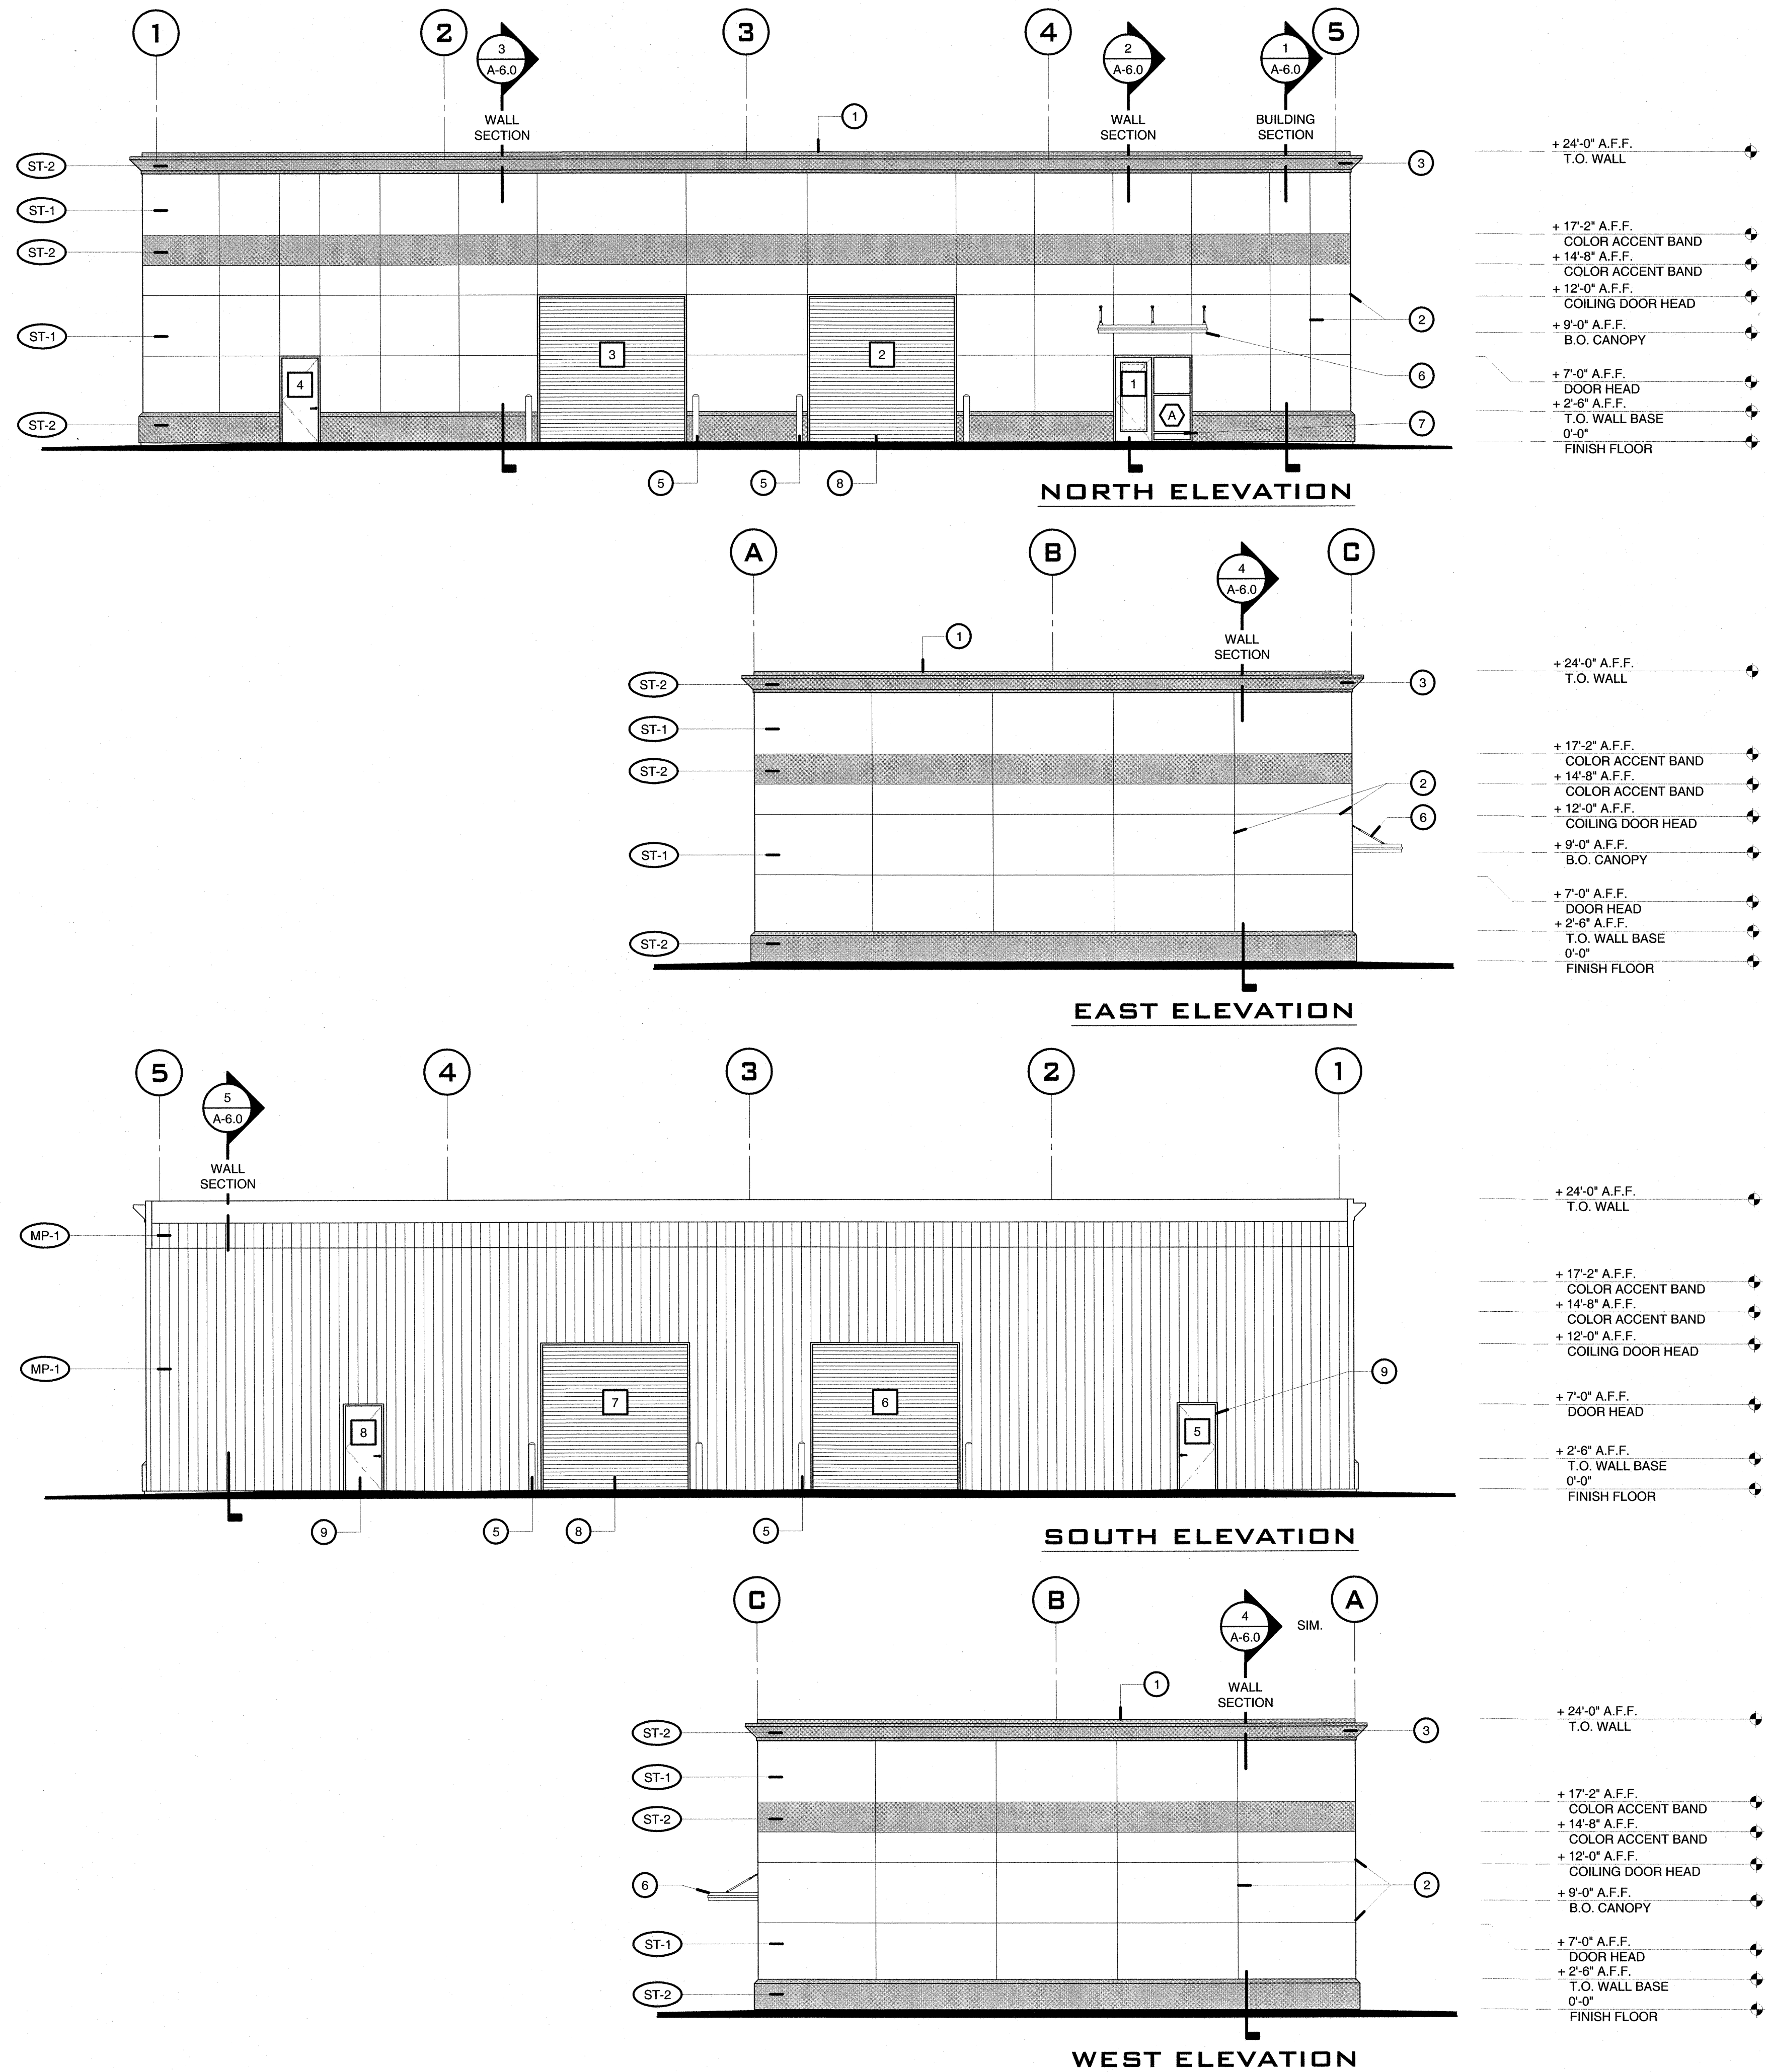 1
2
3
4
5
3
A-6.0
2
A-6.0
1
A-6.0
WALL
SECTION
WALL
SECTION
BUILDING
SECTION
1
ST-2
3
ST-1
ST-2
ST-1
2
6
7
ST-2
4
3
2
1
A
5
5
8
+ 24'-0" A.F.F.
T.O. WALL
+ 17'-2" A.F.F.
COLOR ACCENT BAND
+ 14'-8" A.F.F.
COLOR ACCENT BAND
+ 12'-0" A.F.F.
COILING DOOR HEAD
+ 9'-0" A.F.F.
B.O. CANOPY
+ 7'-0" A.F.F.
DOOR HEAD
+ 2'-6" A.F.F.
T.O. WALL BASE
0'-0"
FINISH FLOOR
NORTH ELEVATION
A
B
C
4
A-6.0
WALL
SECTION
1
ST-2
3
ST-1
ST-2
2
6
ST-1
ST-2
+ 24'-0" A.F.F.
T.O. WALL
+ 17'-2" A.F.F.
COLOR ACCENT BAND
+ 14'-8" A.F.F.
COLOR ACCENT BAND
+ 12'-0" A.F.F.
COILING DOOR HEAD
+ 9'-0" A.F.F.
B.O. CANOPY
+ 7'-0" A.F.F.
DOOR HEAD
+ 2'-6" A.F.F.
T.O. WALL BASE
0'-0"
FINISH FLOOR
EAST ELEVATION
5
4
3
2
1
5
A-6.0
WALL
SECTION
MP-1
MP-1
9
8
7
6
5
9
5
8
5
+ 24'-0" A.F.F.
T.O. WALL
+ 17'-2" A.F.F.
COLOR ACCENT BAND
+ 14'-8" A.F.F.
COLOR ACCENT BAND
+ 12'-0" A.F.F.
COILING DOOR HEAD
+ 7'-0" A.F.F.
DOOR HEAD
+ 2'-6" A.F.F.
T.O. WALL BASE
0'-0"
FINISH FLOOR
SOUTH ELEVATION
C
B
A
4
A-6.0
SIM.
WALL
SECTION
1
ST-2
3
ST-1
ST-2
6
2
ST-1
ST-2
+ 24'-0" A.F.F.
T.O. WALL
+ 17'-2" A.F.F.
COLOR ACCENT BAND
+ 14'-8" A.F.F.
COLOR ACCENT BAND
+ 12'-0" A.F.F.
COILING DOOR HEAD
+ 9'-0" A.F.F.
B.O. CANOPY
+ 7'-0" A.F.F.
DOOR HEAD
+ 2'-6" A.F.F.
T.O. WALL BASE
0'-0"
FINISH FLOOR
WEST ELEVATION